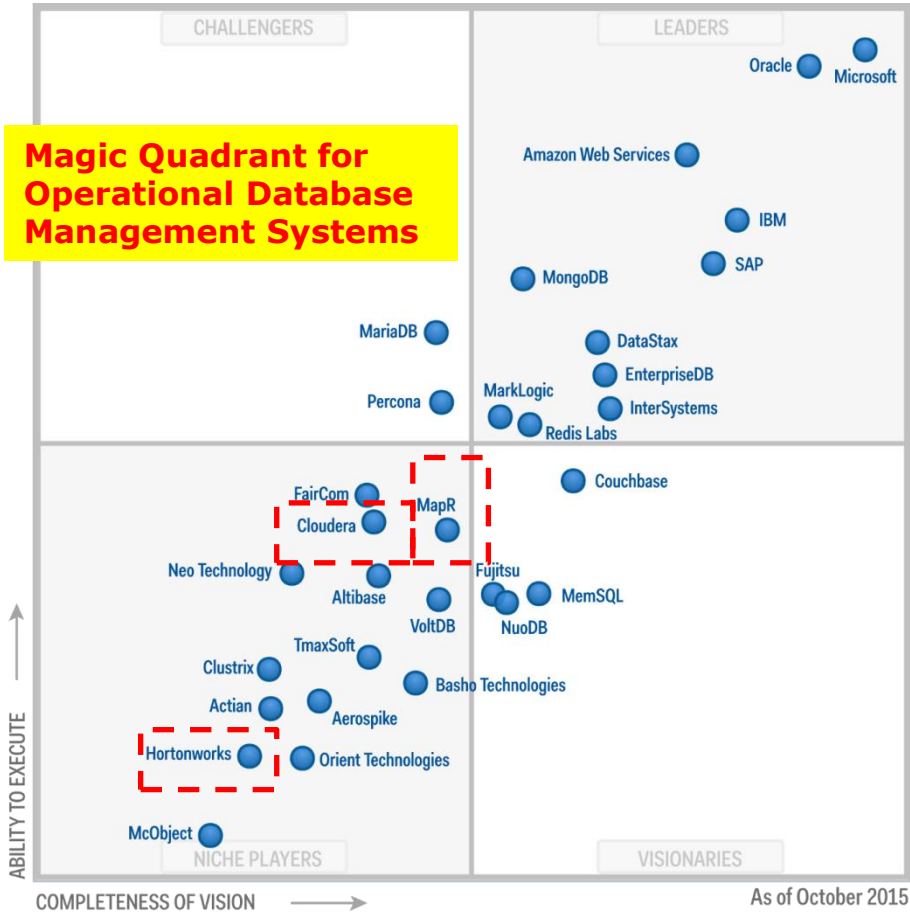 CHALLENGERS
LEADERS
Oracle
Microsoft
Magic Quadrant for
Operational Database
Management Systems
Amazon Web Services
IBM
SAP
MongoDB
MariaDB
DataStax
EnterpriseDB
Percona
MarkLogic
InterSystems
Redis Labs
FairCom
Couchbase
MapR
Cloudera
Neo Technology
Altibase
Fujitsu
MemSQL
VoltDB
NuoDB
TmaxSoft
Clustrix
Basho Technologies
Actian
Aerospike
Hortonworks
Orient Technologies
McObject
NICHE PLAYERS
VISIONARIES
ABILITY TO EXECUTE
COMPLETENESS OF VISION
As of October 2015